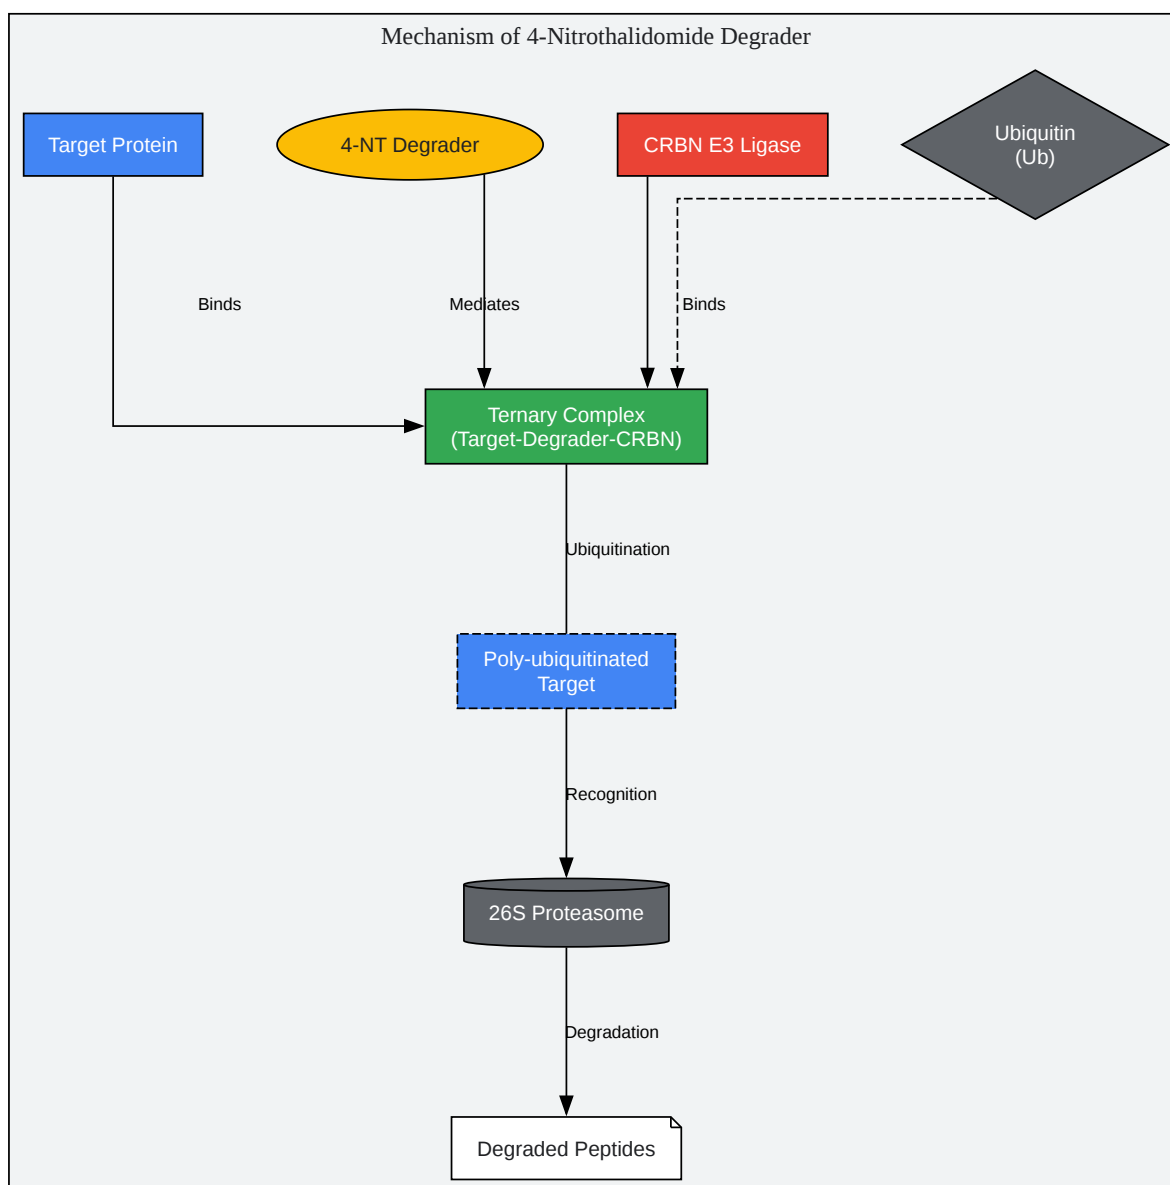 Mechanism of 4-Nitrothalidomide Degrader
Target Protein
4-NT Degrader
CRBN E3 Ligase
Ubiquitin
(Ub)
Binds
Mediates
Binds
Ternary Complex
(Target-Degrader-CRBN)
Ubiquitination
Poly-ubiquitinated
Target
Recognition
26S Proteasome
Degradation
Degraded Peptides